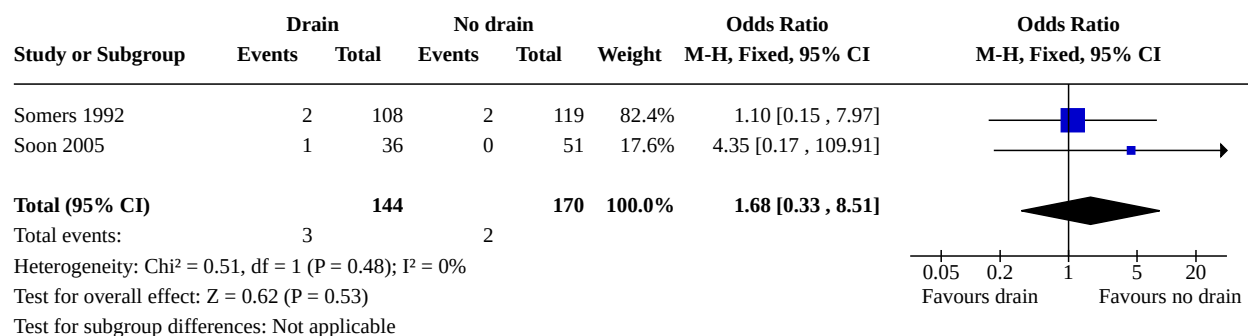 Drain No drain Odds Ratio Odds Ratio
Study or Subgroup Events Total Events Total Weight M-H, Fixed, 95% CI M-H, Fixed, 95% CI
Somers 1992 2 108 2 119 82.4% 1.10 [0.15 , 7.97]
Soon 2005 1 36 0 51 17.6% 4.35 [0.17 , 109.91]
Total (95% CI) 144 170 100.0% 1.68 [0.33 , 8.51]
Total events: 3 2
Heterogeneity: Chi² = 0.51, df = 1 (P = 0.48); I² = 0%
0.05 0.2 1 5 20
Test for overall effect: Z = 0.62 (P = 0.53) Favours drain Favours no drain
Test for subgroup differences: Not applicable